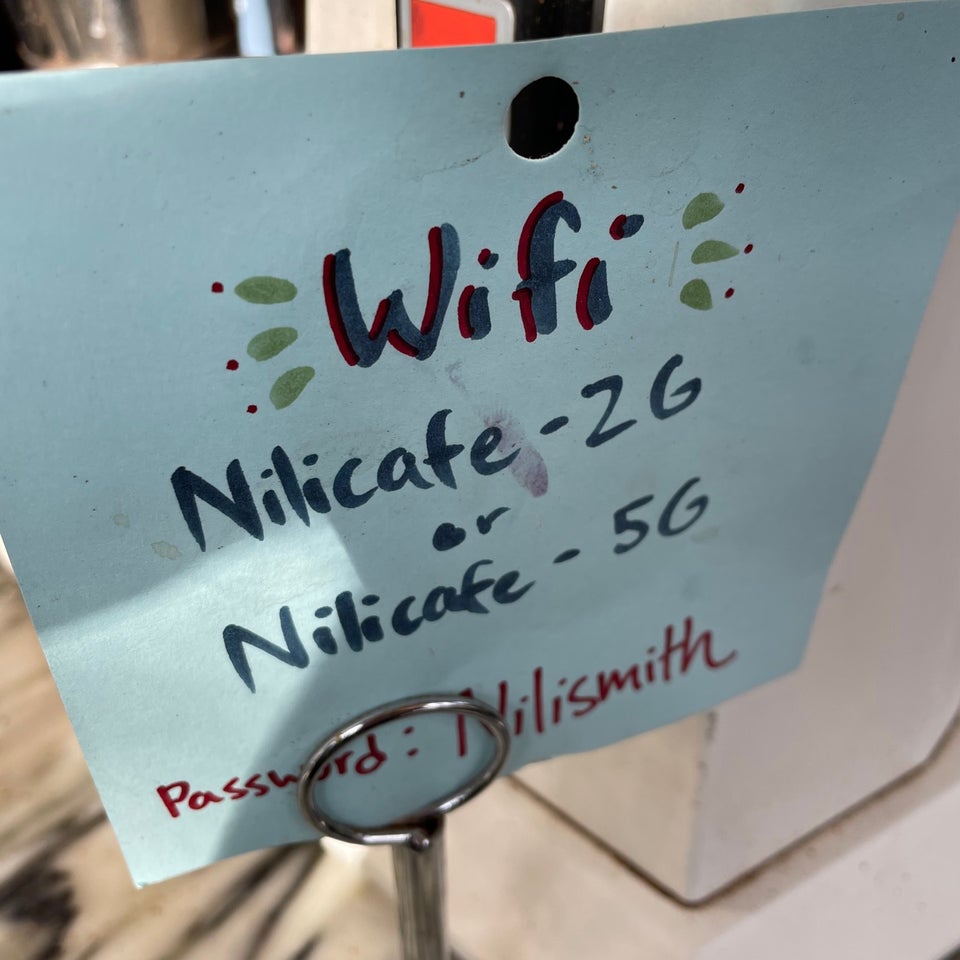 Wifi
Nilicafe - 2G
or
Nilicafe - 5G
Password: Nilismith